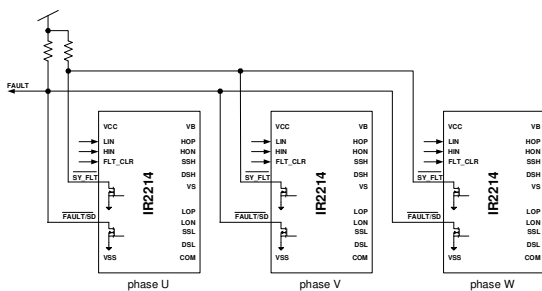 FAULT
VCC
LIN
HIN
FLT_CLR
SY_FLT
FAULT/SD
VSS
IR2214
VB
HOP
HON
SSH
DSH
VS
LOP
LON
SSL
DSL
COM
phase U
VCC
LIN
HIN
FLT_CLR
SY_FLT
FAULT/SD
VSS
IR2214
VB
HOP
HON
SSH
DSH
VS
LOP
LON
SSL
DSL
COM
phase V
VCC
LIN
HIN
FLT_CLR
SY_FLT
FAULT/SD
VSS
IR2214
VB
HOP
HON
SSH
DSH
VS
LOP
LON
SSL
DSL
COM
phase W